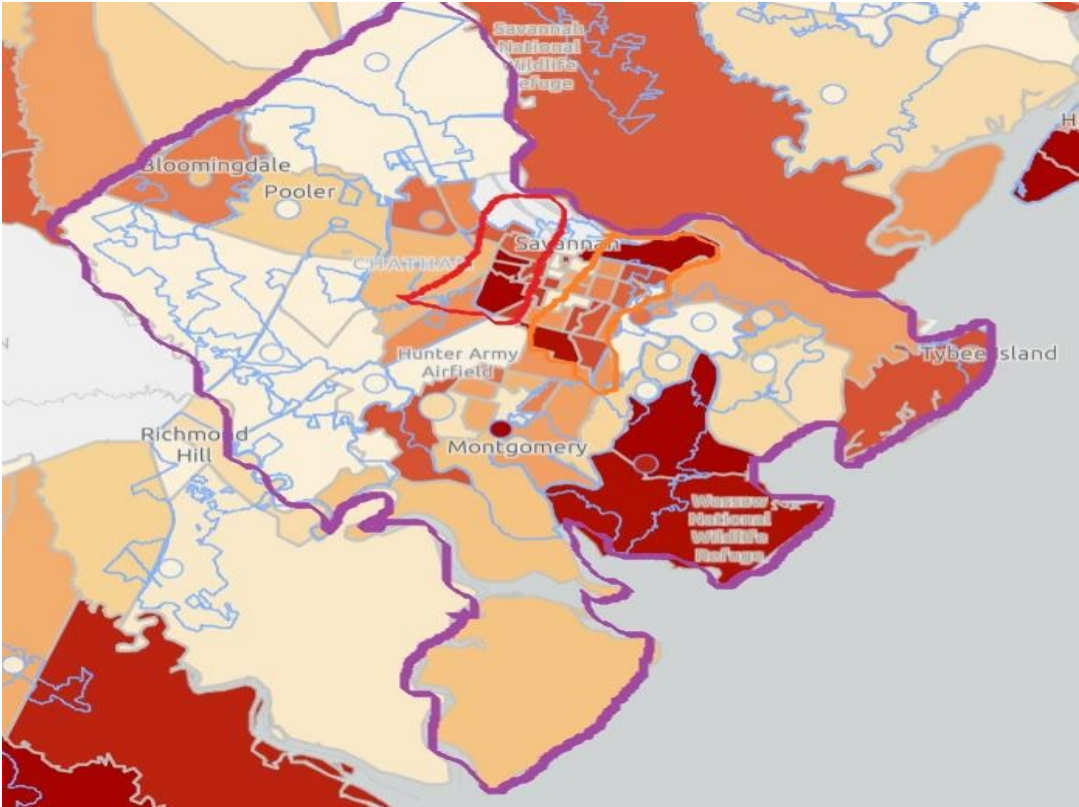 Savannah
National
Wildlife
Refuge
H
Bloomingdale
Pooler
Savannah
CHATHAM
Hunter Army
Airfield
Tybee Island
Richmond
Hill
Montgomery
Wassaw
National
Wildlife
Refuge